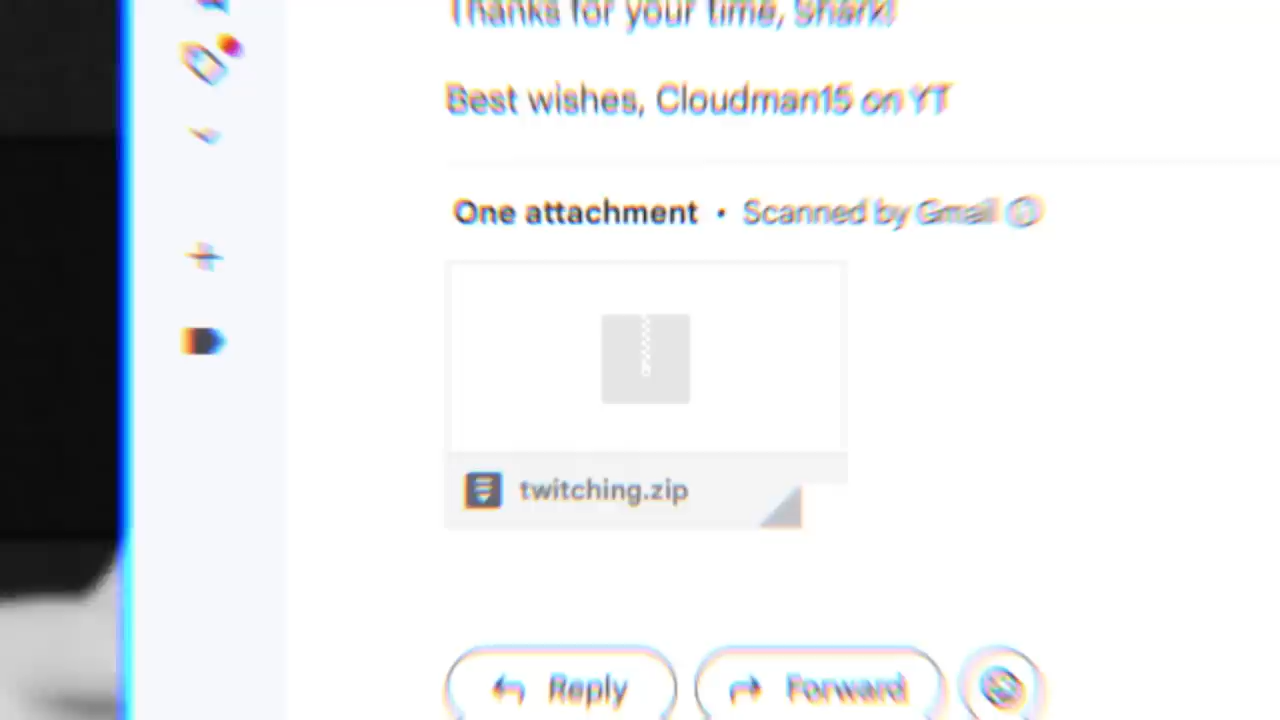 Thanks for your time, Shark!
Best wishes, Cloudman15 on YT
One attachment • Scanned by Gmail
twitching.zip
Reply
Forward